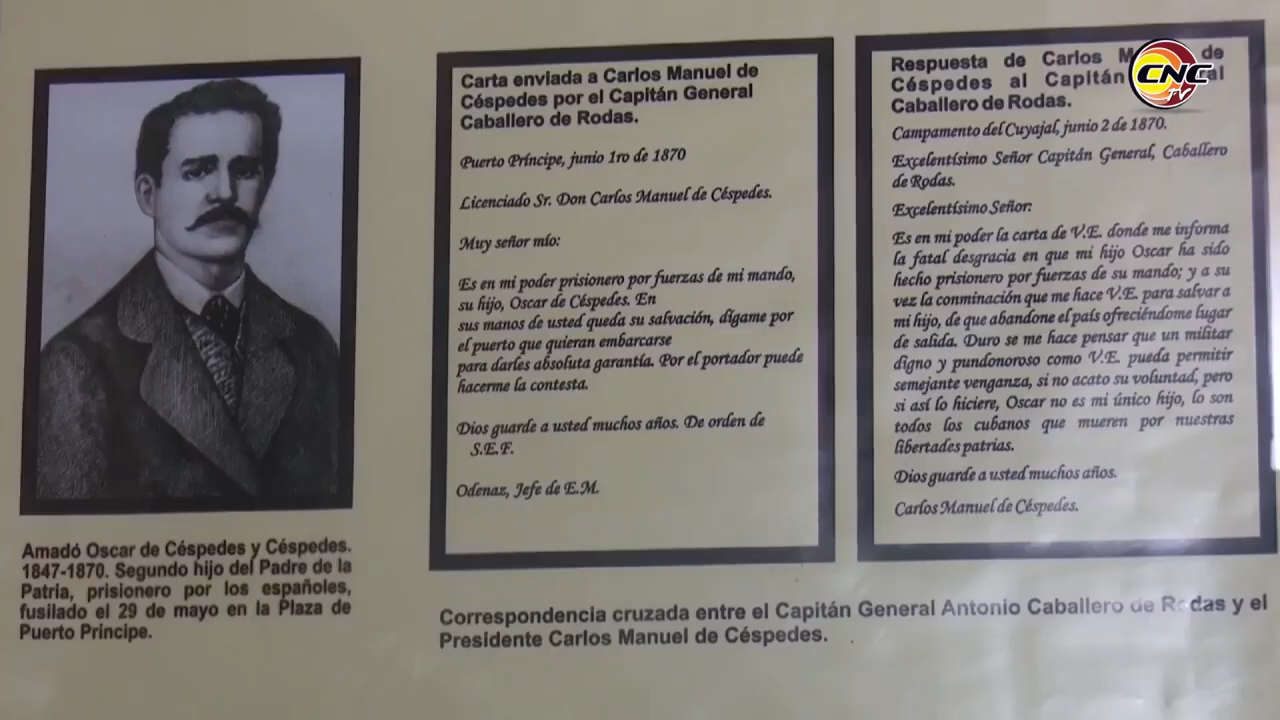 Amadó Oscar de Céspedes y Céspedes.
1847-1870. Segundo hijo del Padre de la
Patria, prisionero por los españoles,
fusilado el 29 de mayo en la Plaza de
Puerto Principe.
Carta enviada a Carlos Manuel de
Céspedes por el Capitán General
Caballero de Rodas.
Puerto Príncipe, junio 1ro de 1870
Licenciado Sr. Don Carlos Manuel de Céspedes.
Muy señor mío:
Es en mi poder prisionero por fuerzas de mi mando,
su hijo, Oscar de Céspedes. En
sus manos de usted queda su salvación, dígame por
el puerto que quieran embarcarse
para darles absoluta garantía. Por el portador puede
hacerme la contesta.
Dios guarde a usted muchos años. De orden de
S.E.F.
Odenaz, Jefe de E.M.
Respuesta de Carlos de
Céspedes al Capitán
Caballero de Rodas.
Campamento del Cuyajal, junio 2 de 1870.
Excelentísimo Señor Capitán General, Caballero
de Rodas.
Excelentísimo Señor:
Es en mi poder la carta de V.E. donde me informa
la fatal desgracia en que mi hijo Oscar ha sido
hecho prisionero por fuerzas de su mando; y a su
vez la conminación que me hace V.E. para salvar a
mi hijo, de que abandone el país ofreciéndome lugar
de salida. Duro se me hace pensar que un militar
digno y pundonoroso como V.E. pueda permitir
semejante venganza, si no acato su voluntad, pero
si así lo hiciere, Oscar no es mi único hijo, lo son
todos los cubanos que mueren por nuestras
libertades patrias.
Dios guarde a usted muchos años.
Carlos Manuel de Céspedes.
Correspondencia cruzada entre el Capitán General Antonio Caballero de Rodas y el
Presidente Carlos Manuel de Céspedes.
CNC
TV